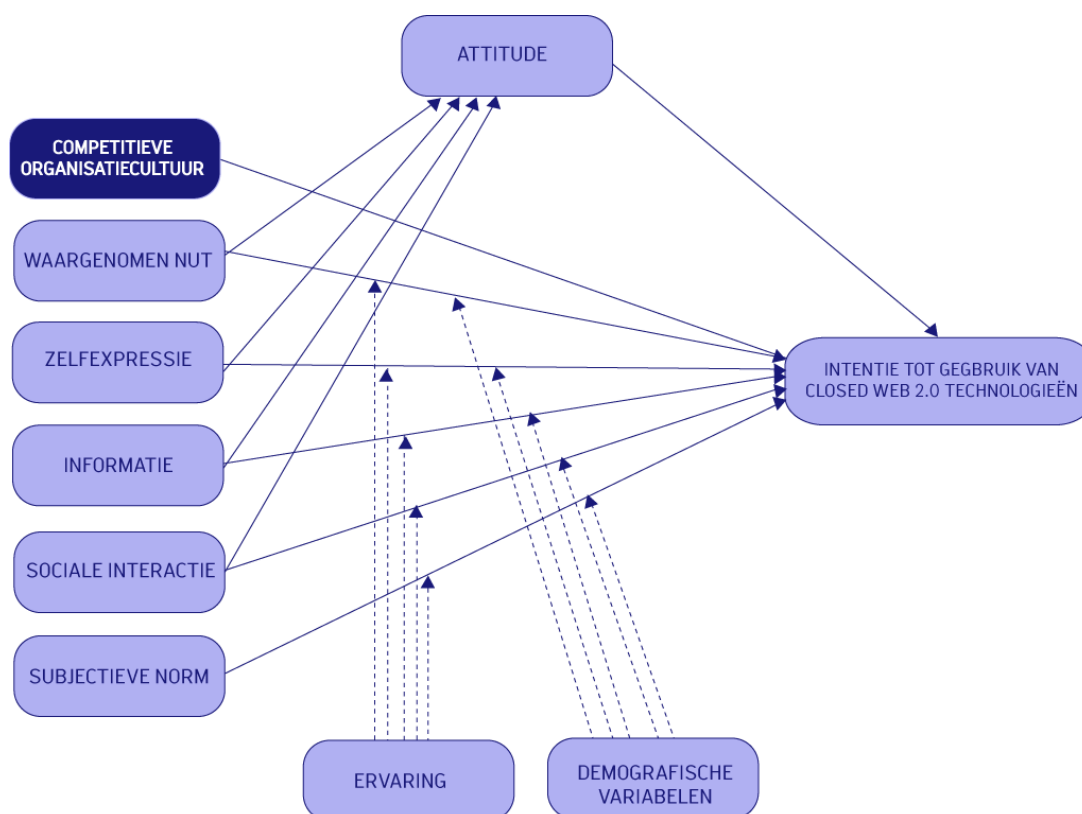 ATTITUDE
COMPETITIEVE
ORGANISATIECULTUUR
WAARGENOMEN NUT
ZELFEXPRESSIE
INTENTIE TOT GEGBRUIK VAN
CLOSED WEB 2.0 TECHNOLOGIEËN
INFORMATIE
SOCIALE INTERACTIE
SUBJECTIEVE NORM
ERVARING
DEMOGRAFISCHE
VARIABELEN